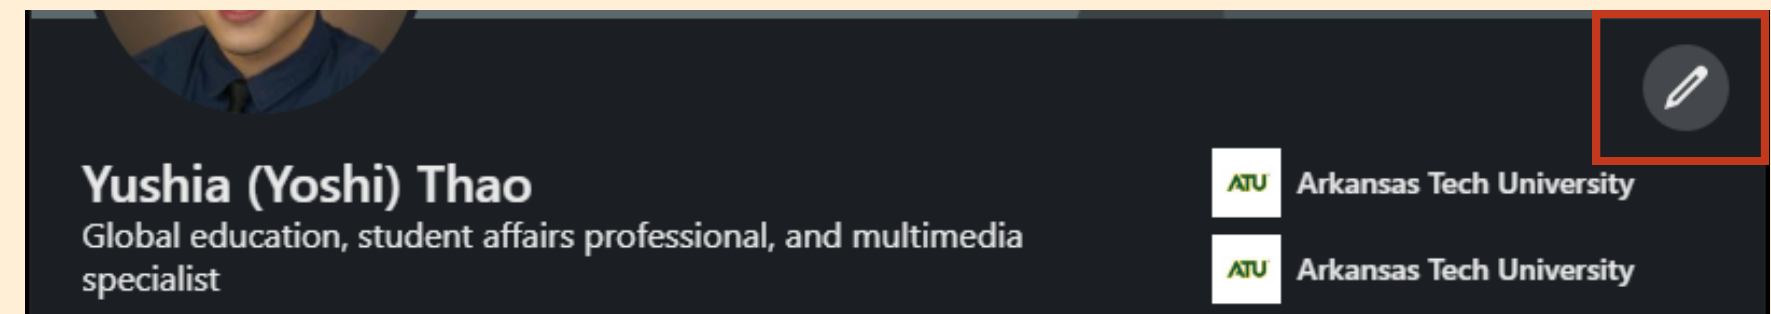 Yushia (Yoshi) Thao
Global education, student affairs professional, and multimedia
specialist
ATU Arkansas Tech University
ATU Arkansas Tech University